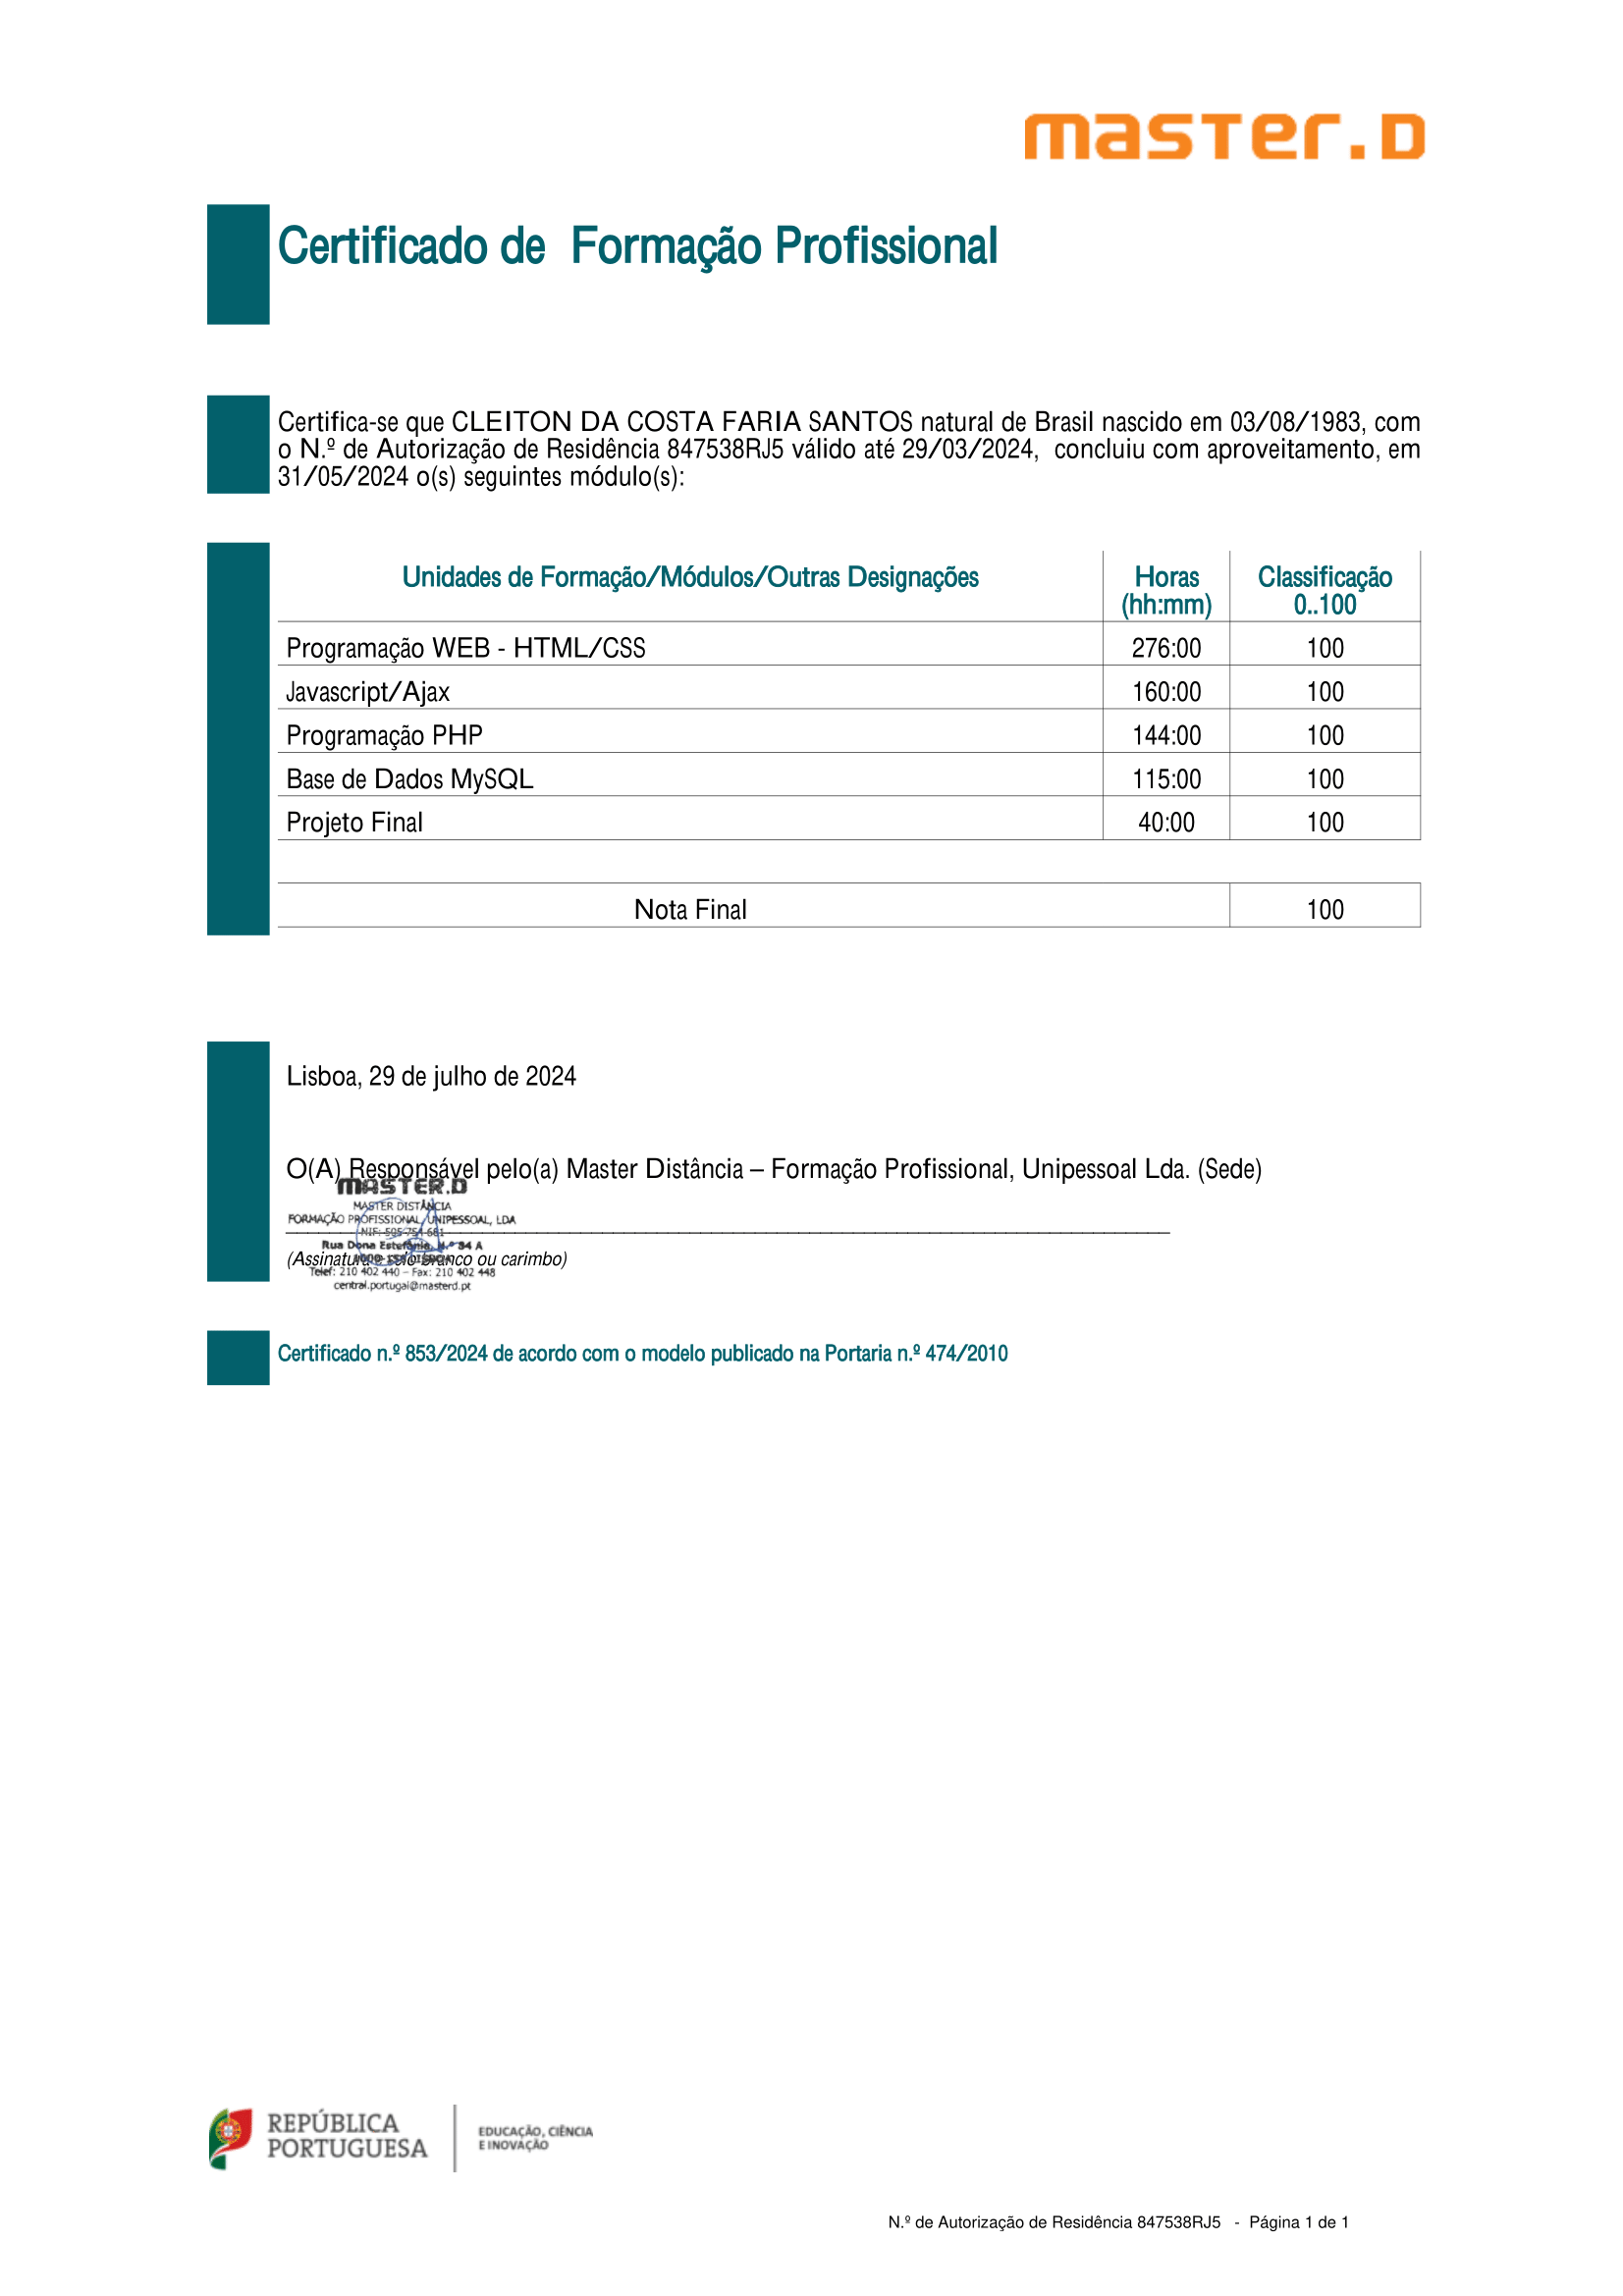 master.D
Certificado de Formação Profissional
Certifica-se que CLEITON DA COSTA FARIA SANTOS natural de Brasil nascido em 03/08/1983, com
o N.º de Autorização de Residência 847538RJ5 válido até 29/03/2024, concluiu com aproveitamento, em
31/05/2024 o(s) seguintes módulo(s):
Unidades de Formação/Módulos/Outras Designações Horas (hh:mm) Classificação 0..100
Programação WEB - HTML/CSS 276:00 100
Javascript/Ajax 160:00 100
Programação PHP 144:00 100
Base de Dados MySQL 115:00 100
Projeto Final 40:00 100
Nota Final 100
Lisboa, 29 de julho de 2024
O(A) Responsável pelo(a) Master Distância – Formação Profissional, Unipessoal Lda. (Sede)
MASTER.D
MASTER DISTÂNCIA
FORMAÇÃO PROFISSIONAL, UNIPESSOAL, LDA
Rua Dona Estefânia, N.º 84 A
(Assinatura e selo branco ou carimbo)
Telef: 210 402 440 – Fax: 210 402 448
central.portugal@masterd.pt
Certificado n.º 853/2024 de acordo com o modelo publicado na Portaria n.º 474/2010
REPÚBLICA
PORTUGUESA
EDUCAÇÃO, CIÊNCIA
E INOVAÇÃO
N.º de Autorização de Residência 847538RJ5 - Página 1 de 1